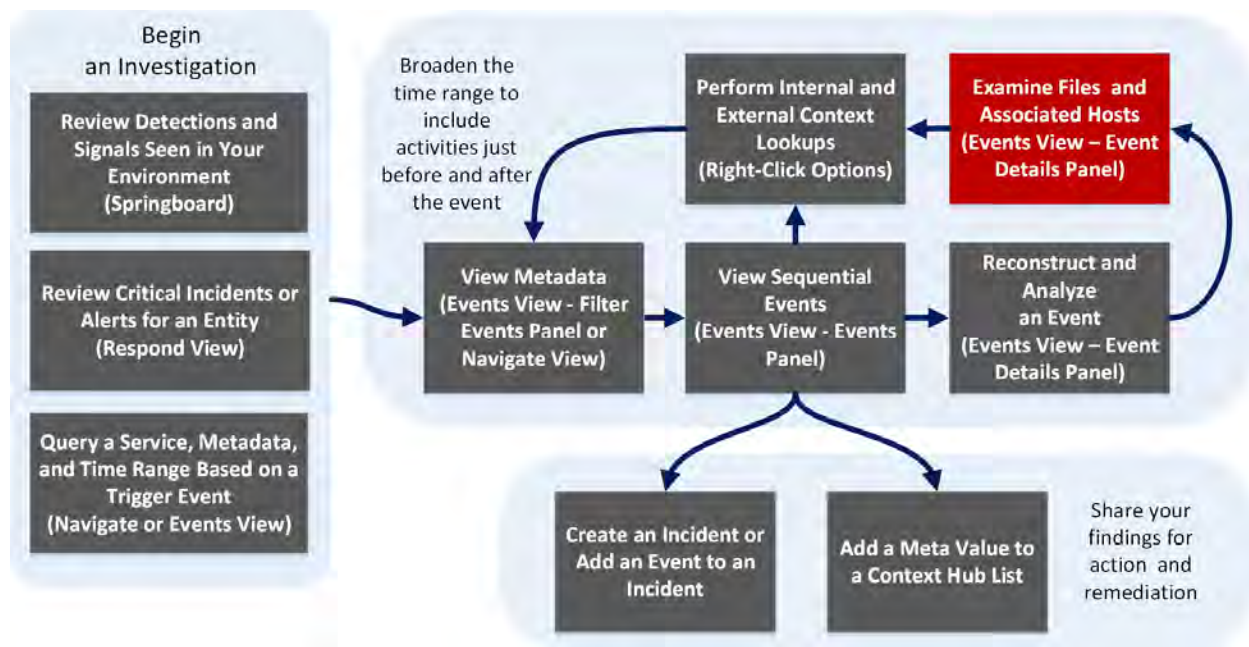 Begin
an Investigation
Review Detections and
Signals Seen in Your
Environment
(Springboard)
Review Critical Incidents or
Alerts for an Entity
(Respond View)
Query a Service, Metadata,
and Time Range Based on a
Trigger Event
(Navigate or Events View)
Broaden the
time range to
include
activities just
before and after
the event
Perform Internal and
External Context
Lookups
(Right-Click Options)
Examine Files and
Associated Hosts
(Events View – Event
Details Panel)
View Metadata
(Events View - Filter
Events Panel or
Navigate View)
View Sequential
Events
(Events View - Events
Panel)
Reconstruct and
Analyze
an Event
(Events View – Event
Details Panel)
Create an Incident or
Add an Event to an
Incident
Add a Meta Value to
a Context Hub List
Share your
findings for
action and
remediation